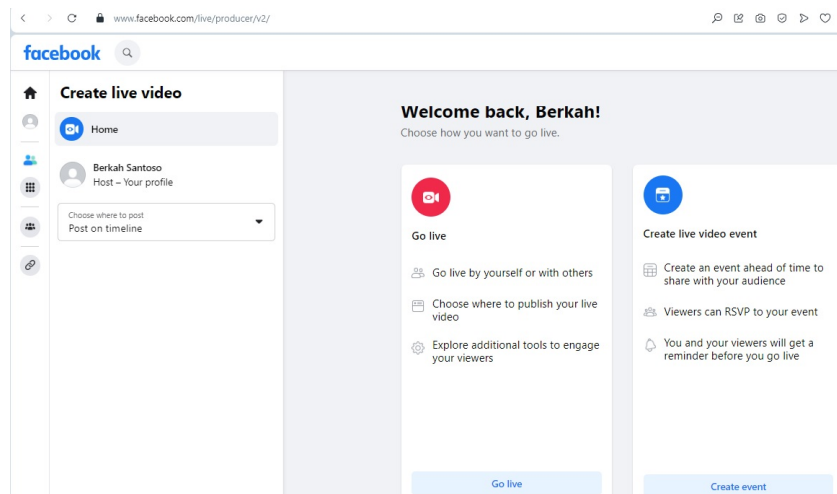 www.facebook.com/live/producer/v2/
facebook
Create live video
Home
Berkah Santoso
Host – Your profile
Choose where to post
Post on timeline
Welcome back, Berkah!
Choose how you want to go live.
Go live
Go live by yourself or with others
Choose where to publish your live
video
Explore additional tools to engage
your viewers
Go live
Create live video event
Create an event ahead of time to
share with your audience
Viewers can RSVP to your event
You and your viewers will get a
reminder before you go live
Create event